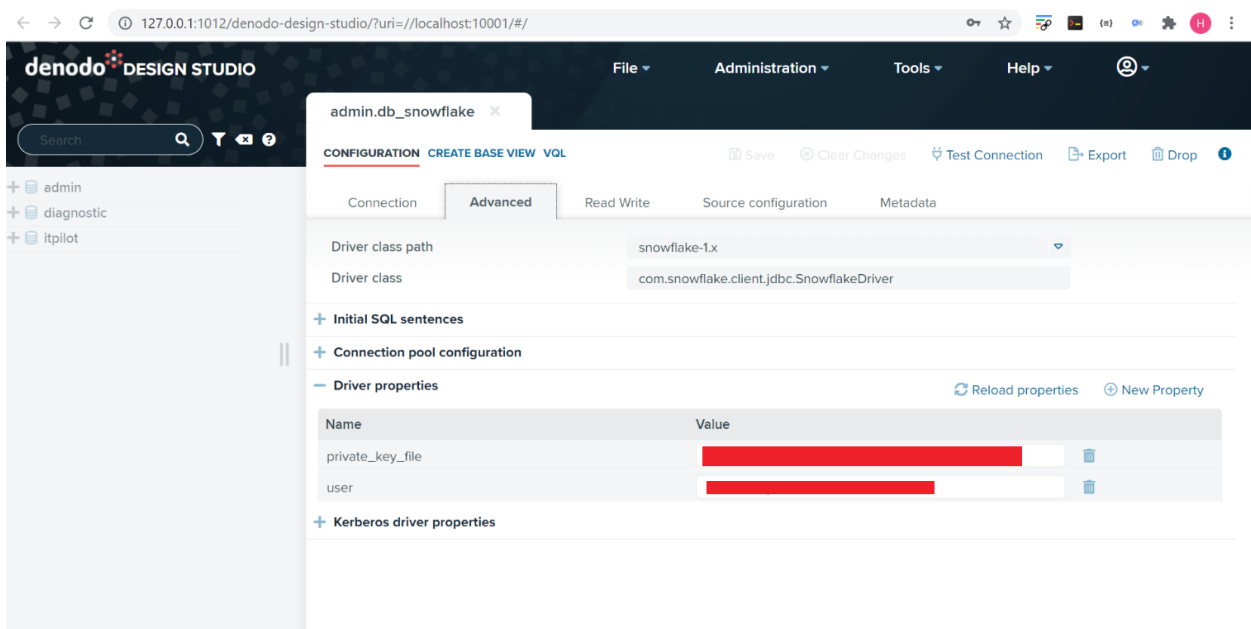 127.0.0.1:1012/denodo-design-studio/?uri=//localhost:10001/#/
H
denodo DESIGN STUDIO
File
Administration
Tools
Help
admin.db_snowflake
Search
CONFIGURATION CREATE BASE VIEW VQL
Save
Clear Changes
Test Connection
Export
Drop
admin
diagnostic
itpilot
Connection
Advanced
Read Write
Source configuration
Metadata
Driver class path
snowflake-1.x
Driver class
com.snowflake.client.jdbc.SnowflakeDriver
Initial SQL sentences
Connection pool configuration
Driver properties
Reload properties
New Property
Name
Value
private_key_file
user
Kerberos driver properties